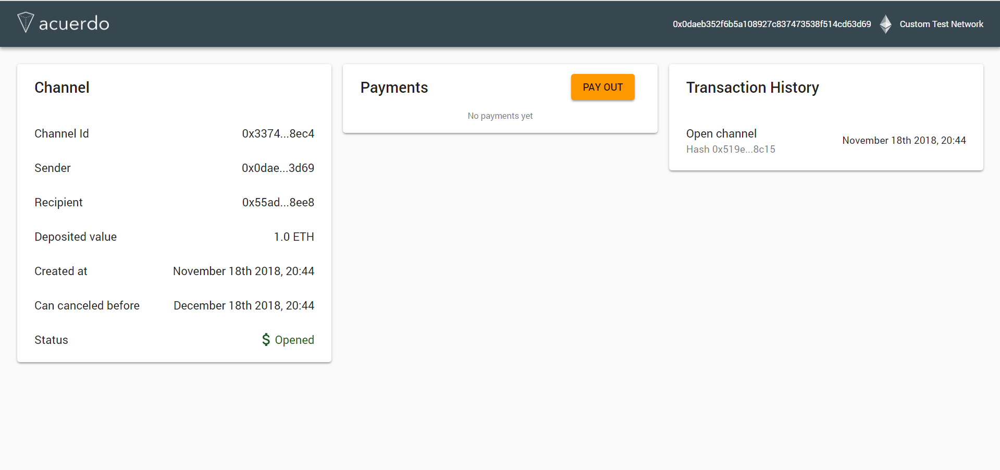 acuerdo
0x0daeb352f6b5a108927c837473538f514cd63d69 Custom Test Network
Channel
Channel Id 0x3374...8ec4
Sender 0x0dae...3d69
Recipient 0x55ad...8ee8
Deposited value 1.0 ETH
Created at November 18th 2018, 20:44
Can canceled before December 18th 2018, 20:44
Status $ Opened
Payments PAY OUT
No payments yet
Transaction History
Open channel November 18th 2018, 20:44
Hash 0x519e...8c15